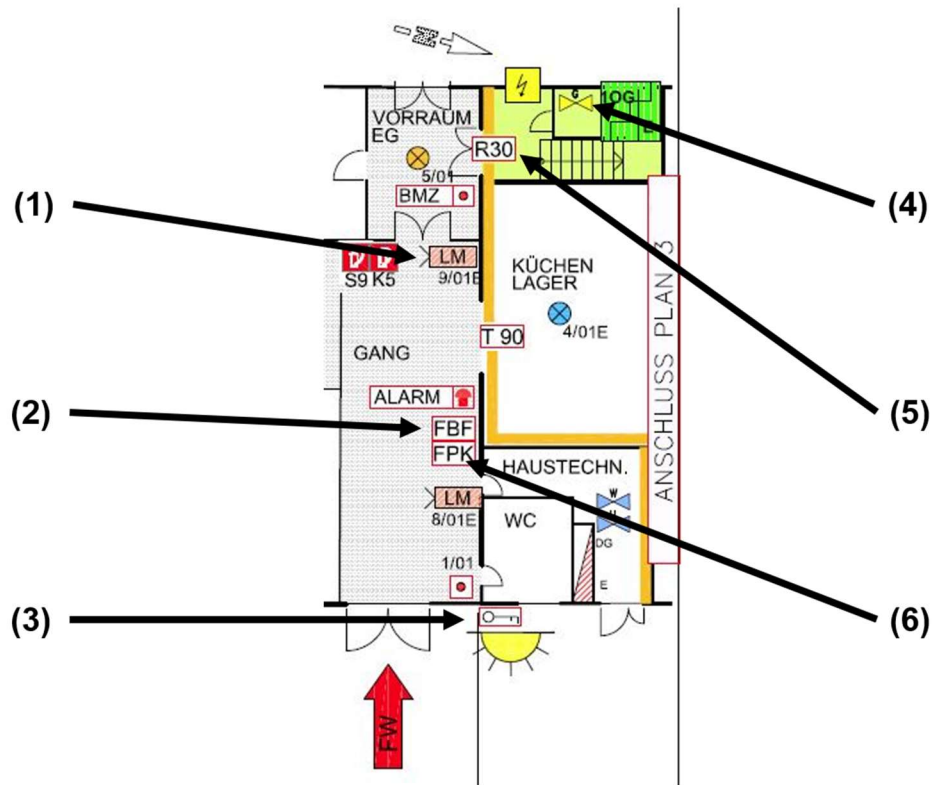 G
1OG
E
VORRAUM
EG
R30
5/01
BMZ
(1)
(4)
LM
S9 K5
9/01E
KÜCHEN
LAGER
4/01E
T 90
GANG
ANSCHLUSS PLAN 3
ALARM
(2)
FBF
(5)
FPK
HAUSTECHN.
LM
8/01E
WC
W
DG
1/01
E
(3)
(6)
FW